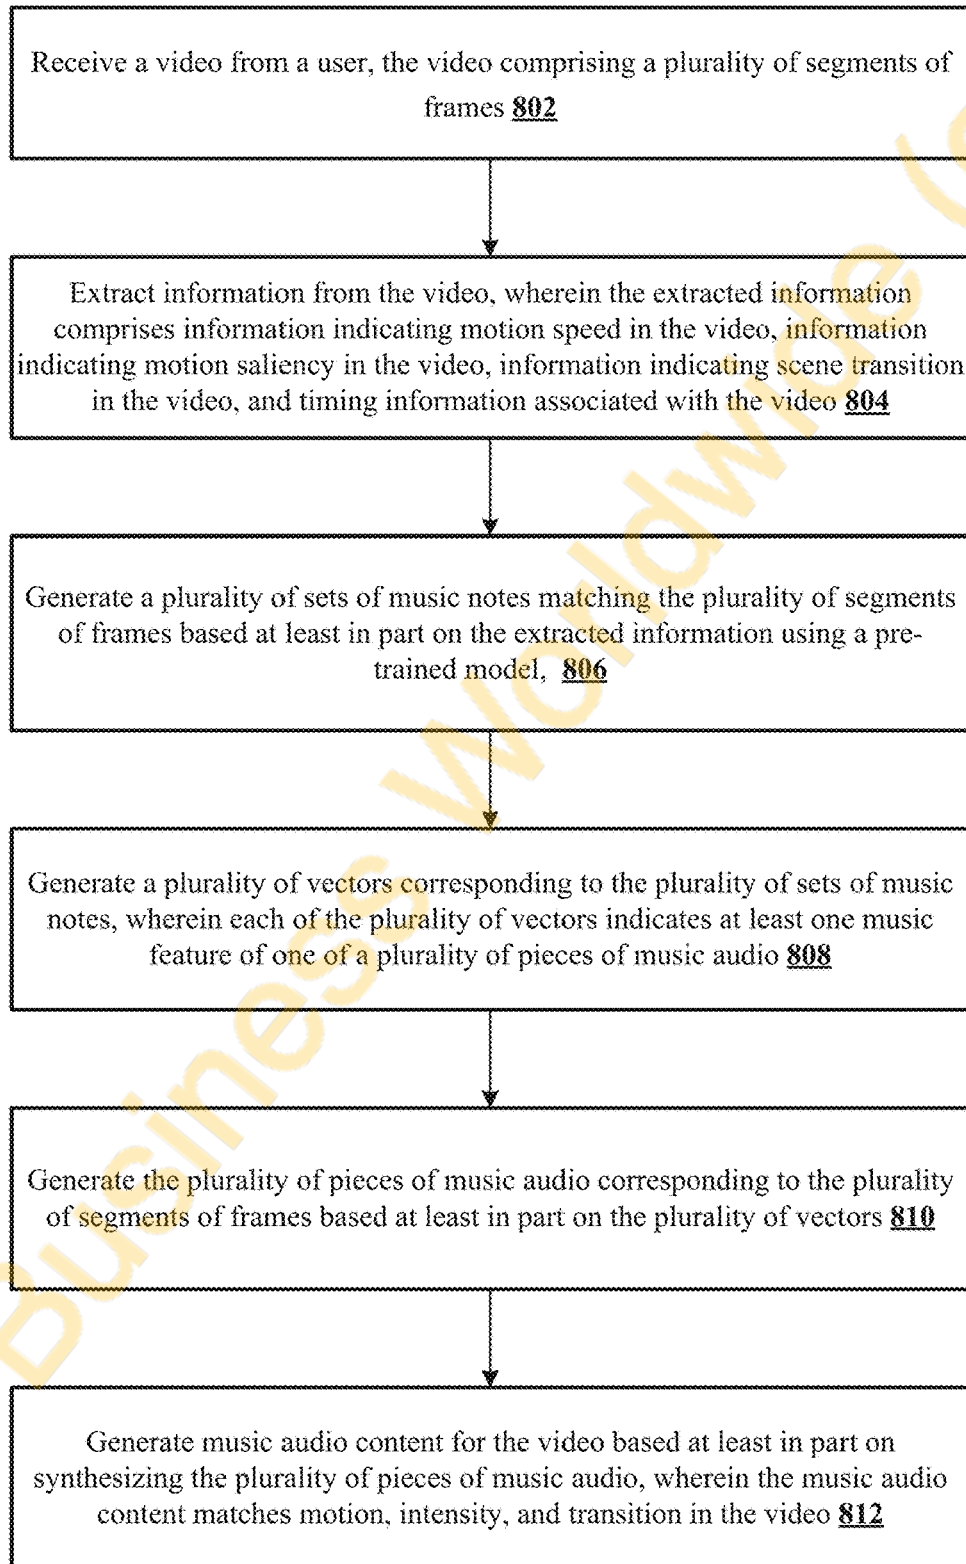 Receive a video from a user, the video comprising a plurality of segments of
frames 802
Extract information from the video, wherein the extracted information
comprises information indicating motion speed in the video, information
indicating motion saliency in the video, information indicating scene transition
in the video, and timing information associated with the video 804
Generate a plurality of sets of music notes matching the plurality of segments
of frames based at least in part on the extracted information using a pre-
trained model, 806
Generate a plurality of vectors corresponding to the plurality of sets of music
notes, wherein each of the plurality of vectors indicates at least one music
feature of one of a plurality of pieces of music audio 808
Generate the plurality of pieces of music audio corresponding to the plurality
of segments of frames based at least in part on the plurality of vectors 810
Generate music audio content for the video based at least in part on
synthesizing the plurality of pieces of music audio, wherein the music audio
content matches motion, intensity, and transition in the video 812
Business Worldwide (